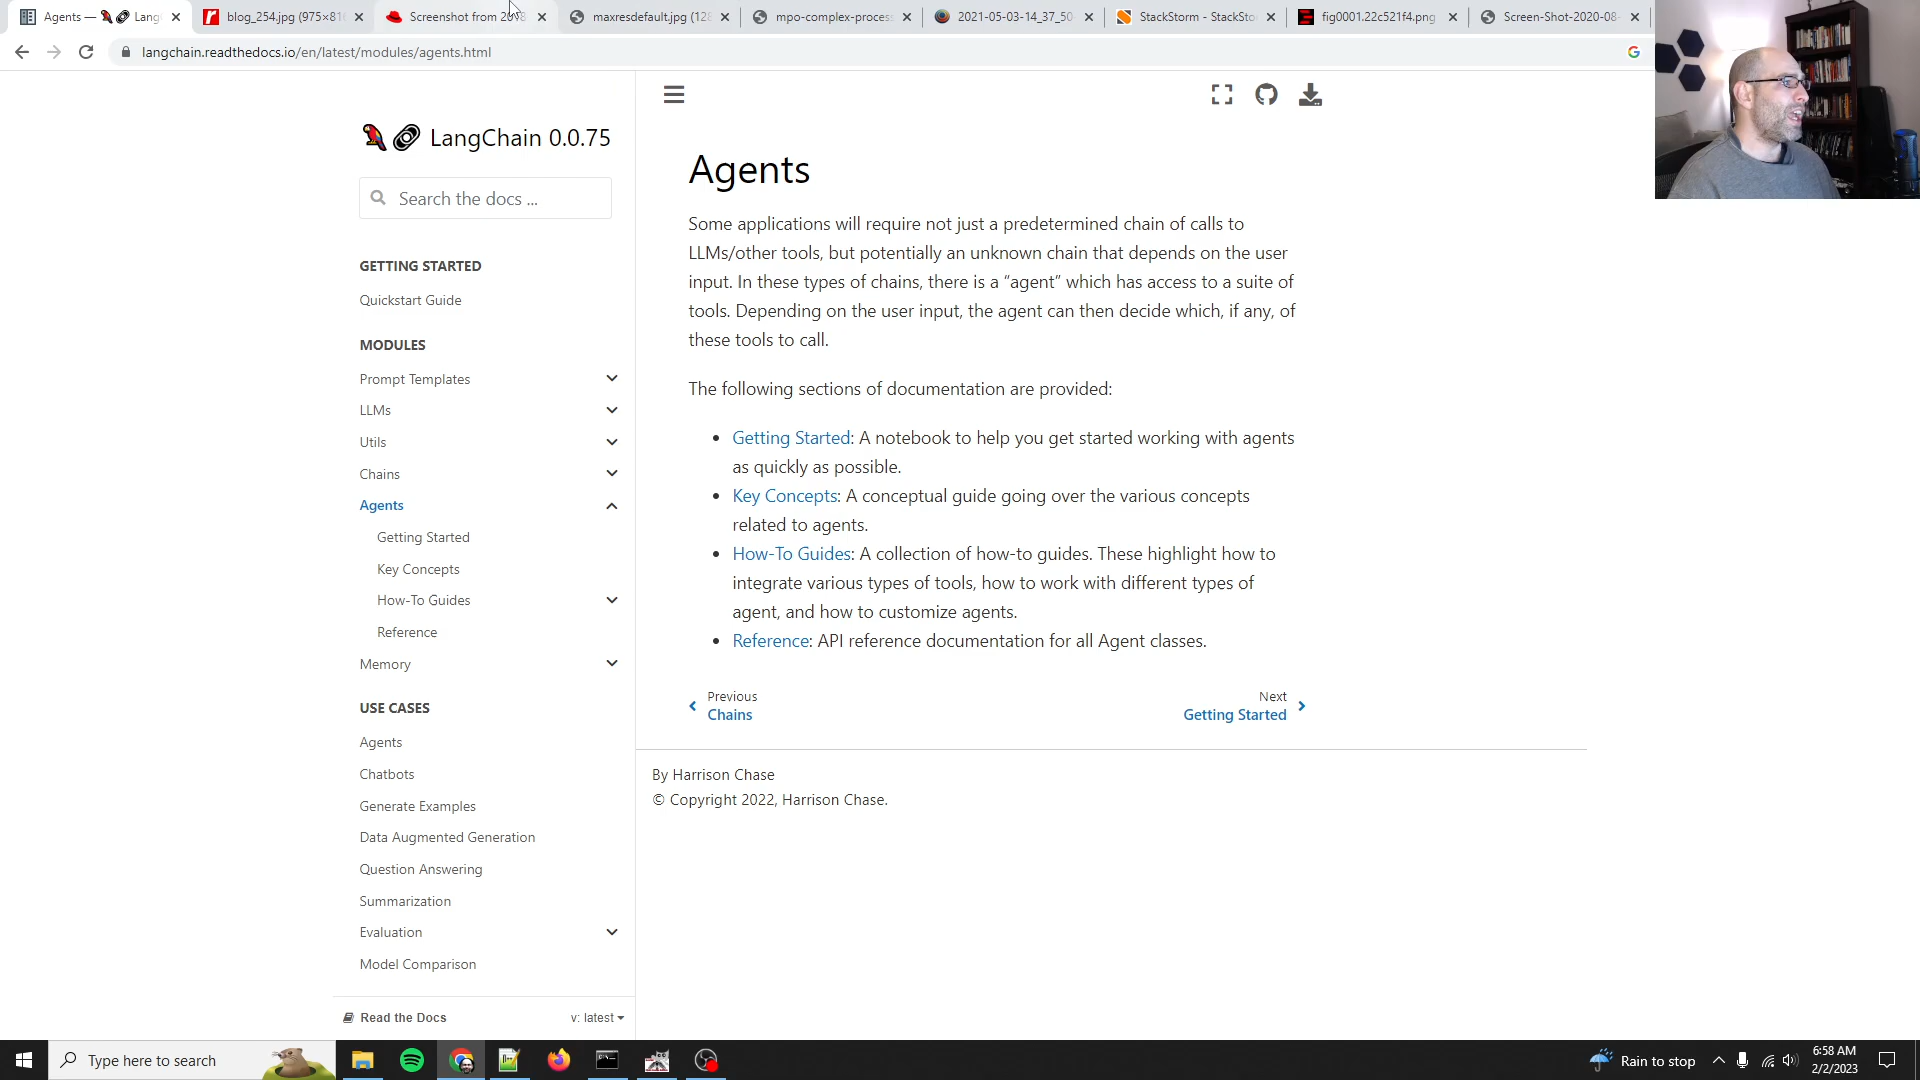 Agents — Lang
blog_254.jpg (975×81
Screenshot from 20
maxresdefault.jpg (128
mpo-complex-process
2021-05-03-14_37_50
StackStorm - StackSto
fig0001.22c521f4.png
Screen-Shot-2020-08-
langchain.readthedocs.io/en/latest/modules/agents.html
LangChain 0.0.75
Search the docs ...
GETTING STARTED
Quickstart Guide
MODULES
Prompt Templates
LLMs
Utils
Chains
Agents
Getting Started
Key Concepts
How-To Guides
Reference
Memory
USE CASES
Agents
Chatbots
Generate Examples
Data Augmented Generation
Question Answering
Summarization
Evaluation
Model Comparison
Read the Docs
v: latest
Agents
Some applications will require not just a predetermined chain of calls to
LLMs/other tools, but potentially an unknown chain that depends on the user
input. In these types of chains, there is a “agent” which has access to a suite of
tools. Depending on the user input, the agent can then decide which, if any, of
these tools to call.
The following sections of documentation are provided:
Getting Started: A notebook to help you get started working with agents
as quickly as possible.
Key Concepts: A conceptual guide going over the various concepts
related to agents.
How-To Guides: A collection of how-to guides. These highlight how to
integrate various types of tools, how to work with different types of
agent, and how to customize agents.
Reference: API reference documentation for all Agent classes.
Previous
Chains
Next
Getting Started
By Harrison Chase
© Copyright 2022, Harrison Chase.
Type here to search
Rain to stop
6:58 AM
2/2/2023